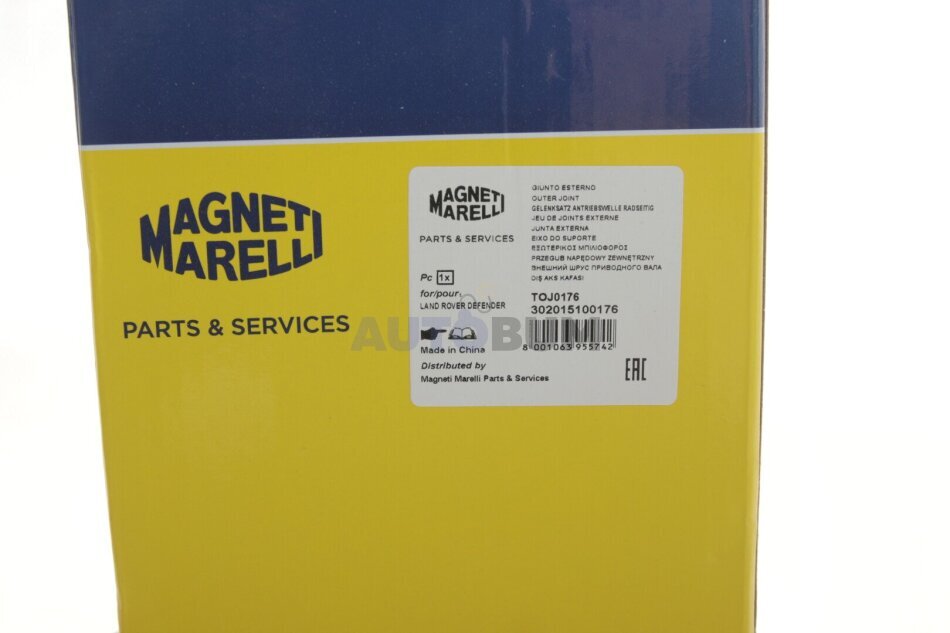 MAGNETI
MARELLI
PARTS & SERVICES
MAGNETI
MARELLI
PARTS & SERVICES
Pc 1x
for/pour
LAND ROVER DEFENDER
Made in China
Distributed by
Magneti Marelli Parts & Services
GIUNTO ESTERNO
OUTER JOINT
GELENKSATZ ANTRIEBSWELLE RADSEITIG
JEU DE JOINTS EXTERNE
JUNTA EXTERNA
EIXO DO SUPORTE
ΕΞΩΤΕΡΙΚΟΣ ΜΠΙΛΟΦΟΡΟΣ
PRZEGUB NAPĘDOWY ZEWNĘTRZNY
ВНЕШНИЙ ШРУС ПРИВОДНОГО ВАЛА
DIŞ AKS KAFASI
TOJ0176
302015100176
8 001063 955742
EAC
AUTOBUM